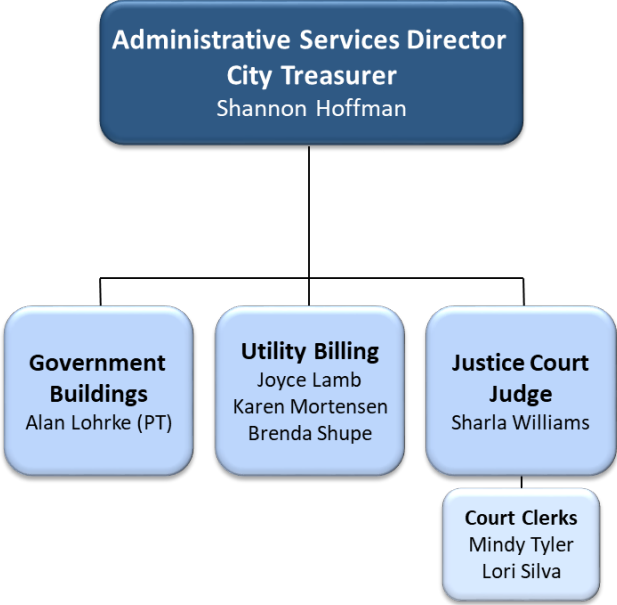 Administrative Services Director
City Treasurer
Shannon Hoffman
Government
Buildings
Alan Lohrke (PT)
Utility Billing
Joyce Lamb
Karen Mortensen
Brenda Shupe
Justice Court
Judge
Sharla Williams
Court Clerks
Mindy Tyler
Lori Silva